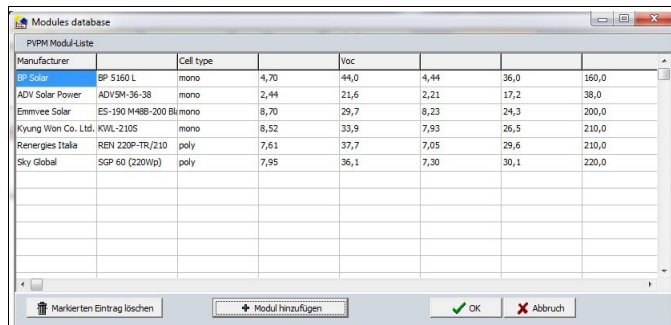 Modules database
PVPM Modul-Liste
Manufacturer Cell type Voc
BP Solar BP 5160 L mono 4,70 44,0 4,44 36,0 160,0
ADV Solar Power ADV5M-36-38 mono 2,44 21,6 2,21 17,2 38,0
Emmvee Solar ES-190 M48B-200 Bl mono 8,70 29,7 8,23 24,3 200,0
Kyung Won Co. Ltd. KWL-210S mono 8,52 33,9 7,93 26,5 210,0
Renergies Italia REN 220P-TR/210 poly 7,61 37,7 7,05 29,6 210,0
Sky Global SGP 60 (220Wp) poly 7,95 36,1 7,30 30,1 220,0
Markierten Eintrag löschen + Modul hinzufügen OK Abbruch